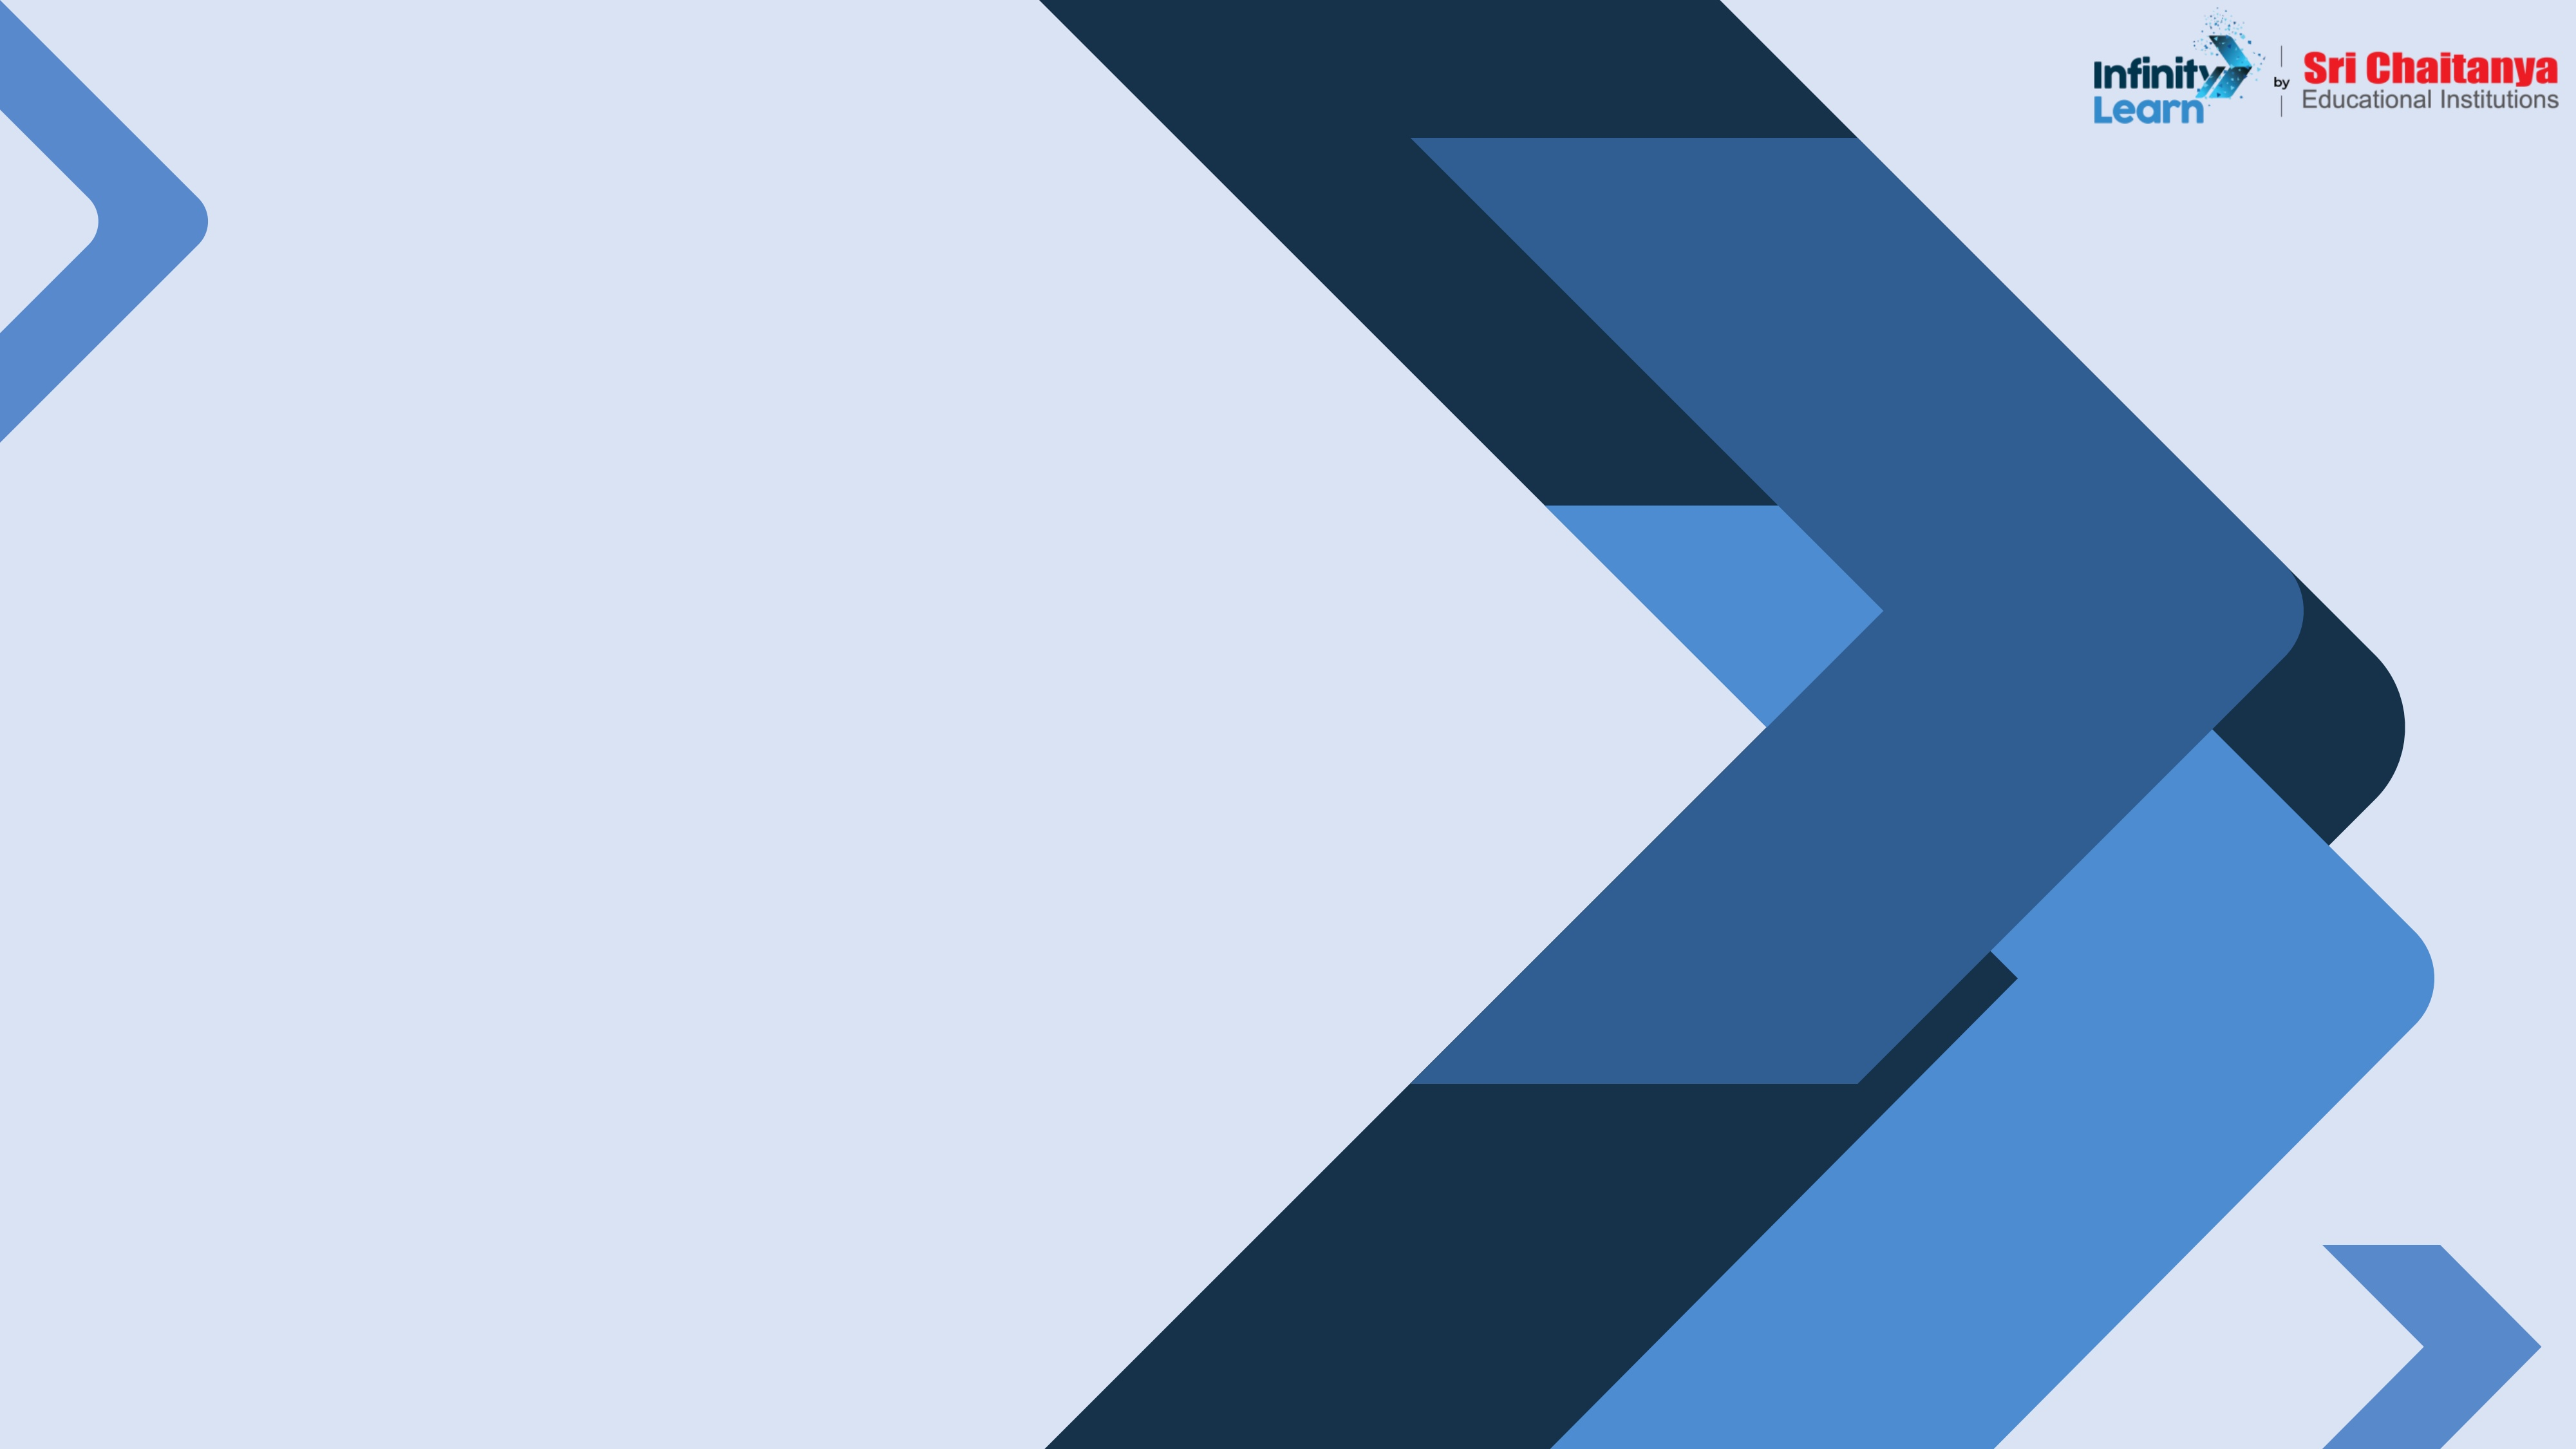 Infinity
Learn
by
Sri Chaitanya
Educational Institutions